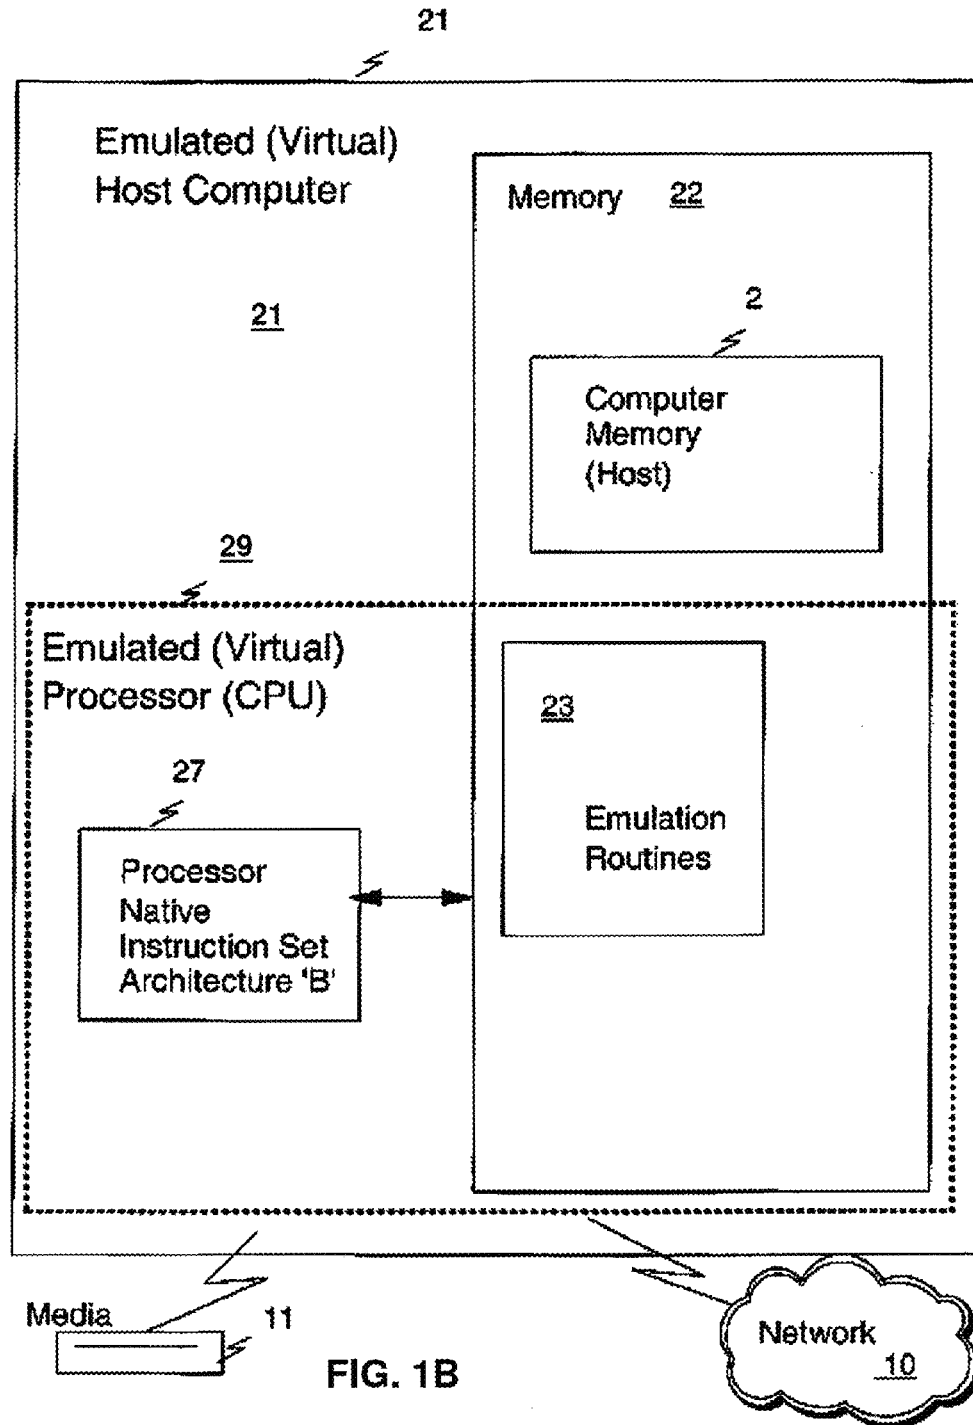 21
Emulated (Virtual)
Host Computer
21
Memory 22
2
Computer
Memory
(Host)
29
Emulated (Virtual)
Processor (CPU)
27
Processor
Native
Instruction Set
Architecture 'B'
23
Emulation
Routines
Media
11
FIG. 1B
Network
10